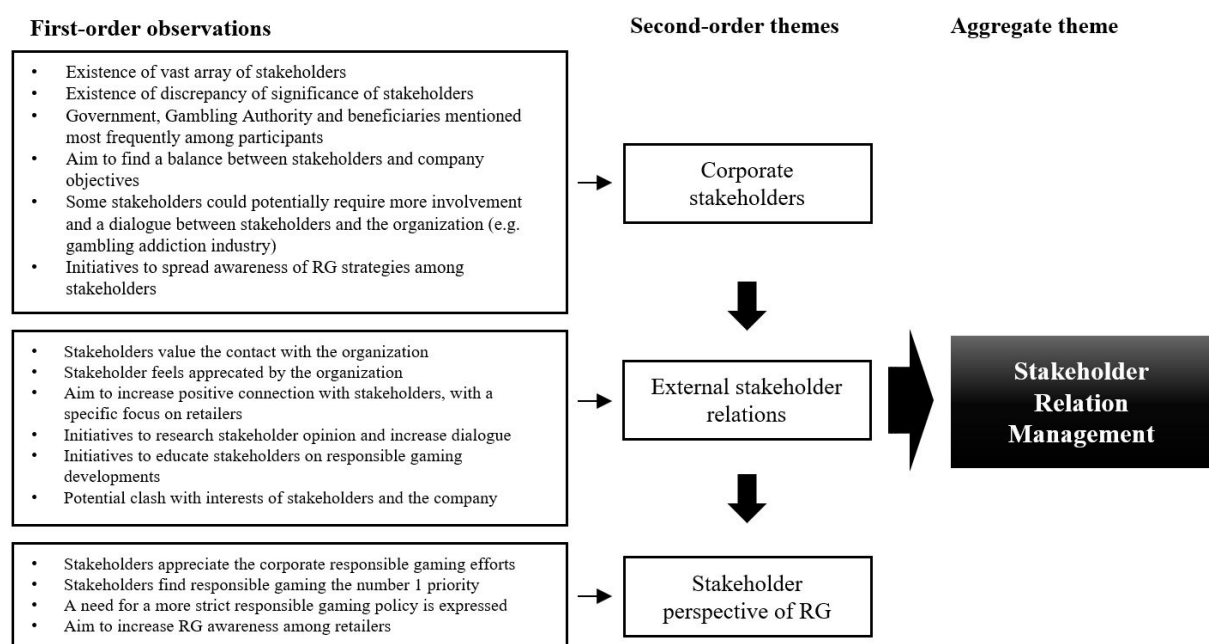 First-order observations
Second-order themes
Aggregate theme
• Existence of vast array of stakeholders
• Existence of discrepancy of significance of stakeholders
• Government, Gambling Authority and beneficiaries mentioned
most frequently among participants
• Aim to find a balance between stakeholders and company
objectives
• Some stakeholders could potentially require more involvement
and a dialogue between stakeholders and the organization (e.g.
gambling addiction industry)
• Initiatives to spread awareness of RG strategies among
stakeholders
Corporate
stakeholders
• Stakeholders value the contact with the organization
• Stakeholder feels apprecated by the organization
• Aim to increase positive connection with stakeholders, with a
specific focus on retailers
• Initiatives to research stakeholder opinion and increase dialogue
• Initiatives to educate stakeholders on responsible gaming
developments
• Potential clash with interests of stakeholders and the company
External stakeholder
relations
Stakeholder
Relation
Management
• Stakeholders appreciate the corporate responsible gaming efforts
• Stakeholders find responsible gaming the number 1 priority
• A need for a more strict responsible gaming policy is expressed
• Aim to increase RG awareness among retailers
Stakeholder
perspective of RG